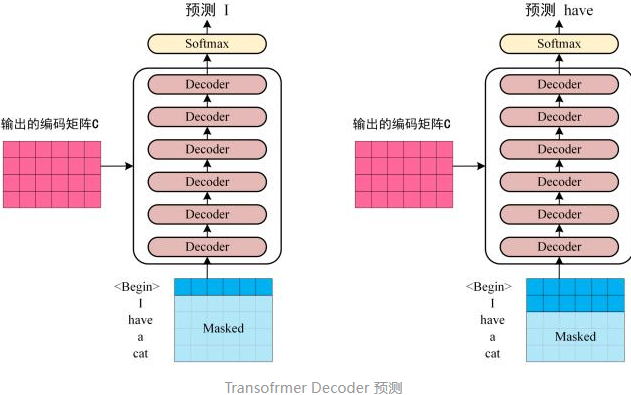 预测 I
Softmax
Decoder
Decoder
Decoder
Decoder
Decoder
Decoder
输出的编码矩阵C
<Begin>
I
have
a
cat
Masked
预测 have
Softmax
Decoder
Decoder
Decoder
Decoder
Decoder
Decoder
输出的编码矩阵C
<Begin>
I
have
a
cat
Masked
Transofrmer Decoder 预测